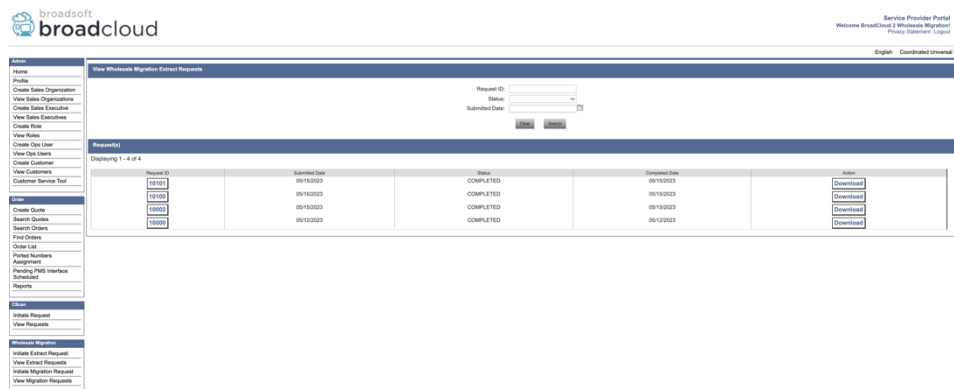 broadsoft
broadcloud
Service Provider Portal
Welcome BroadCloud 2 Wholesale Migration!
Privacy Statement | Logout
English Coordinated Universal
Admin
Home
Profile
Create Sales Organization
View Sales Organizations
Create Sales Executive
View Sales Executives
Create Role
View Roles
Create Ops User
View Ops Users
Create Customer
View Customers
Customer Service Tool
Order
Create Quote
Search Quotes
Search Orders
Find Orders
Order List
Ported Numbers
Assignment
Pending PMS Interface
Scheduled
Reports
CScan
Initiate Request
View Requests
Wholesale Migration
Initiate Extract Request
View Extract Requests
Initiate Migration Request
View Migration Requests
View Wholesale Migration Extract Requests
Request ID:
Status:
Submitted Date:
Clear Search
Request(s)
Displaying 1 - 4 of 4
Request ID Submitted Date Status Completed Date Action
10101 05/15/2023 COMPLETED 05/15/2023 Download
10100 05/15/2023 COMPLETED 05/15/2023 Download
10002 05/15/2023 COMPLETED 05/15/2023 Download
10000 05/12/2023 COMPLETED 05/12/2023 Download